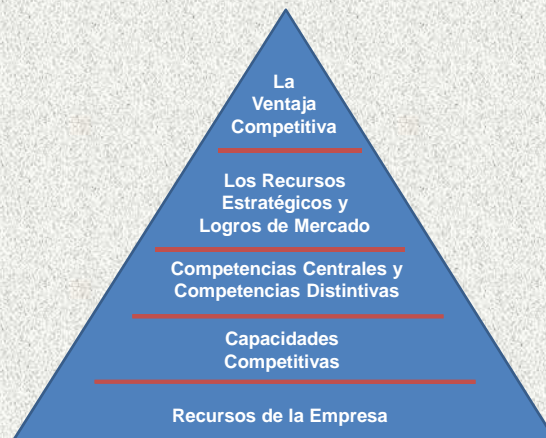 La
Ventaja
Competitiva
Los Recursos
Estratégicos y
Logros de Mercado
Competencias Centrales y
Competencias Distintivas
Capacidades
Competitivas
Recursos de la Empresa